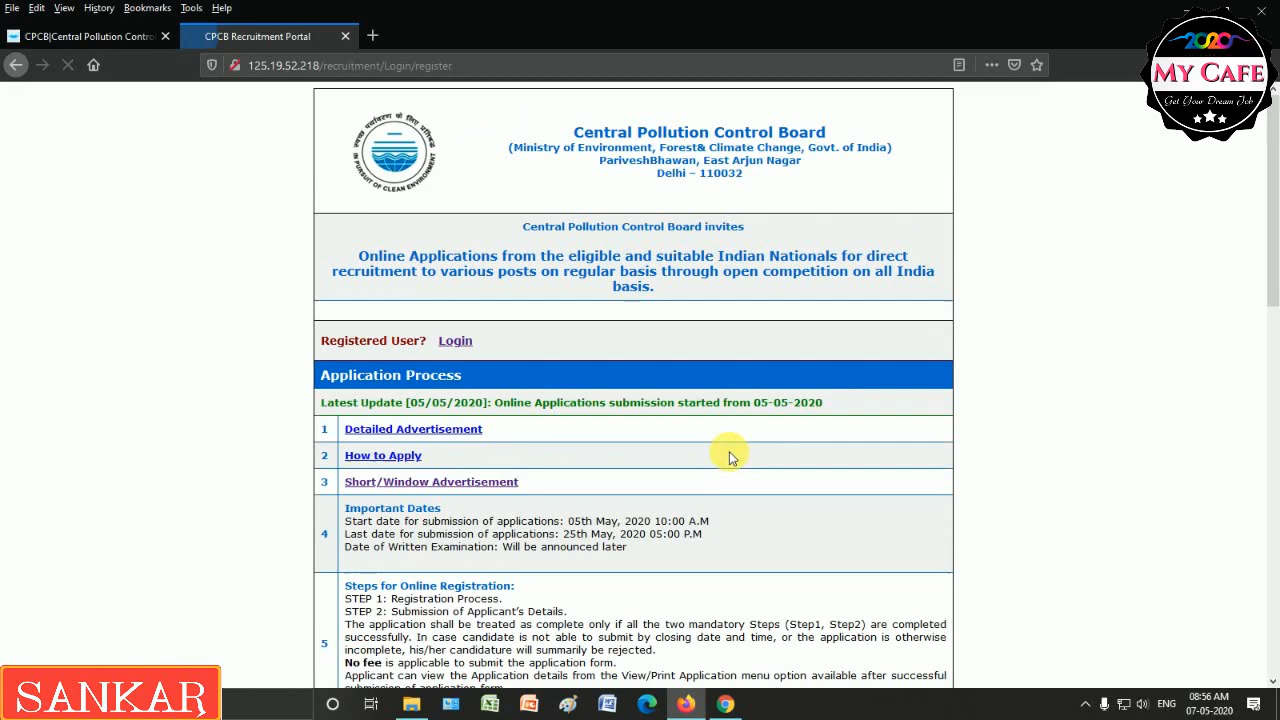 File Edit View History Bookmarks Tools Help
CPCB|Central Pollution Control
CPCB Recruitment Portal
125.19.52.218/recruitment/Login/register
2020
MY CAFE
Get Your Dream Job
IN PURSUIT OF CLEAN ENVIRONMENT
Central Pollution Control Board
(Ministry of Environment, Forest& Climate Change, Govt. of India)
PariveshBhawan, East Arjun Nagar
Delhi – 110032
Central Pollution Control Board invites
Online Applications from the eligible and suitable Indian Nationals for direct
recruitment to various posts on regular basis through open competition on all India
basis.
Registered User? Login
Application Process
Latest Update [05/05/2020]: Online Applications submission started from 05-05-2020
1 Detailed Advertisement
2 How to Apply
3 Short/Window Advertisement
4
Important Dates
Start date for submission of applications: 05th May, 2020 10:00 A.M
Last date for submission of applications: 25th May, 2020 05:00 P.M
Date of Written Examination: Will be announced later
5
Steps for Online Registration:
STEP 1: Registration Process.
STEP 2: Submission of Applicant's Details.
The application shall be treated as complete only if all the two mandatory Steps (Step1, Step2) are completed
successfully. In case candidate is not able to submit by closing date and time, or the application is otherwise
incomplete, his/her candidature will summarily be rejected.
No fee is applicable to submit the application form.
Applicant can view the Application details from the View/Print Application menu option available after successful
submission of application form
SANKAR
ENG
08:56 AM
07-05-2020